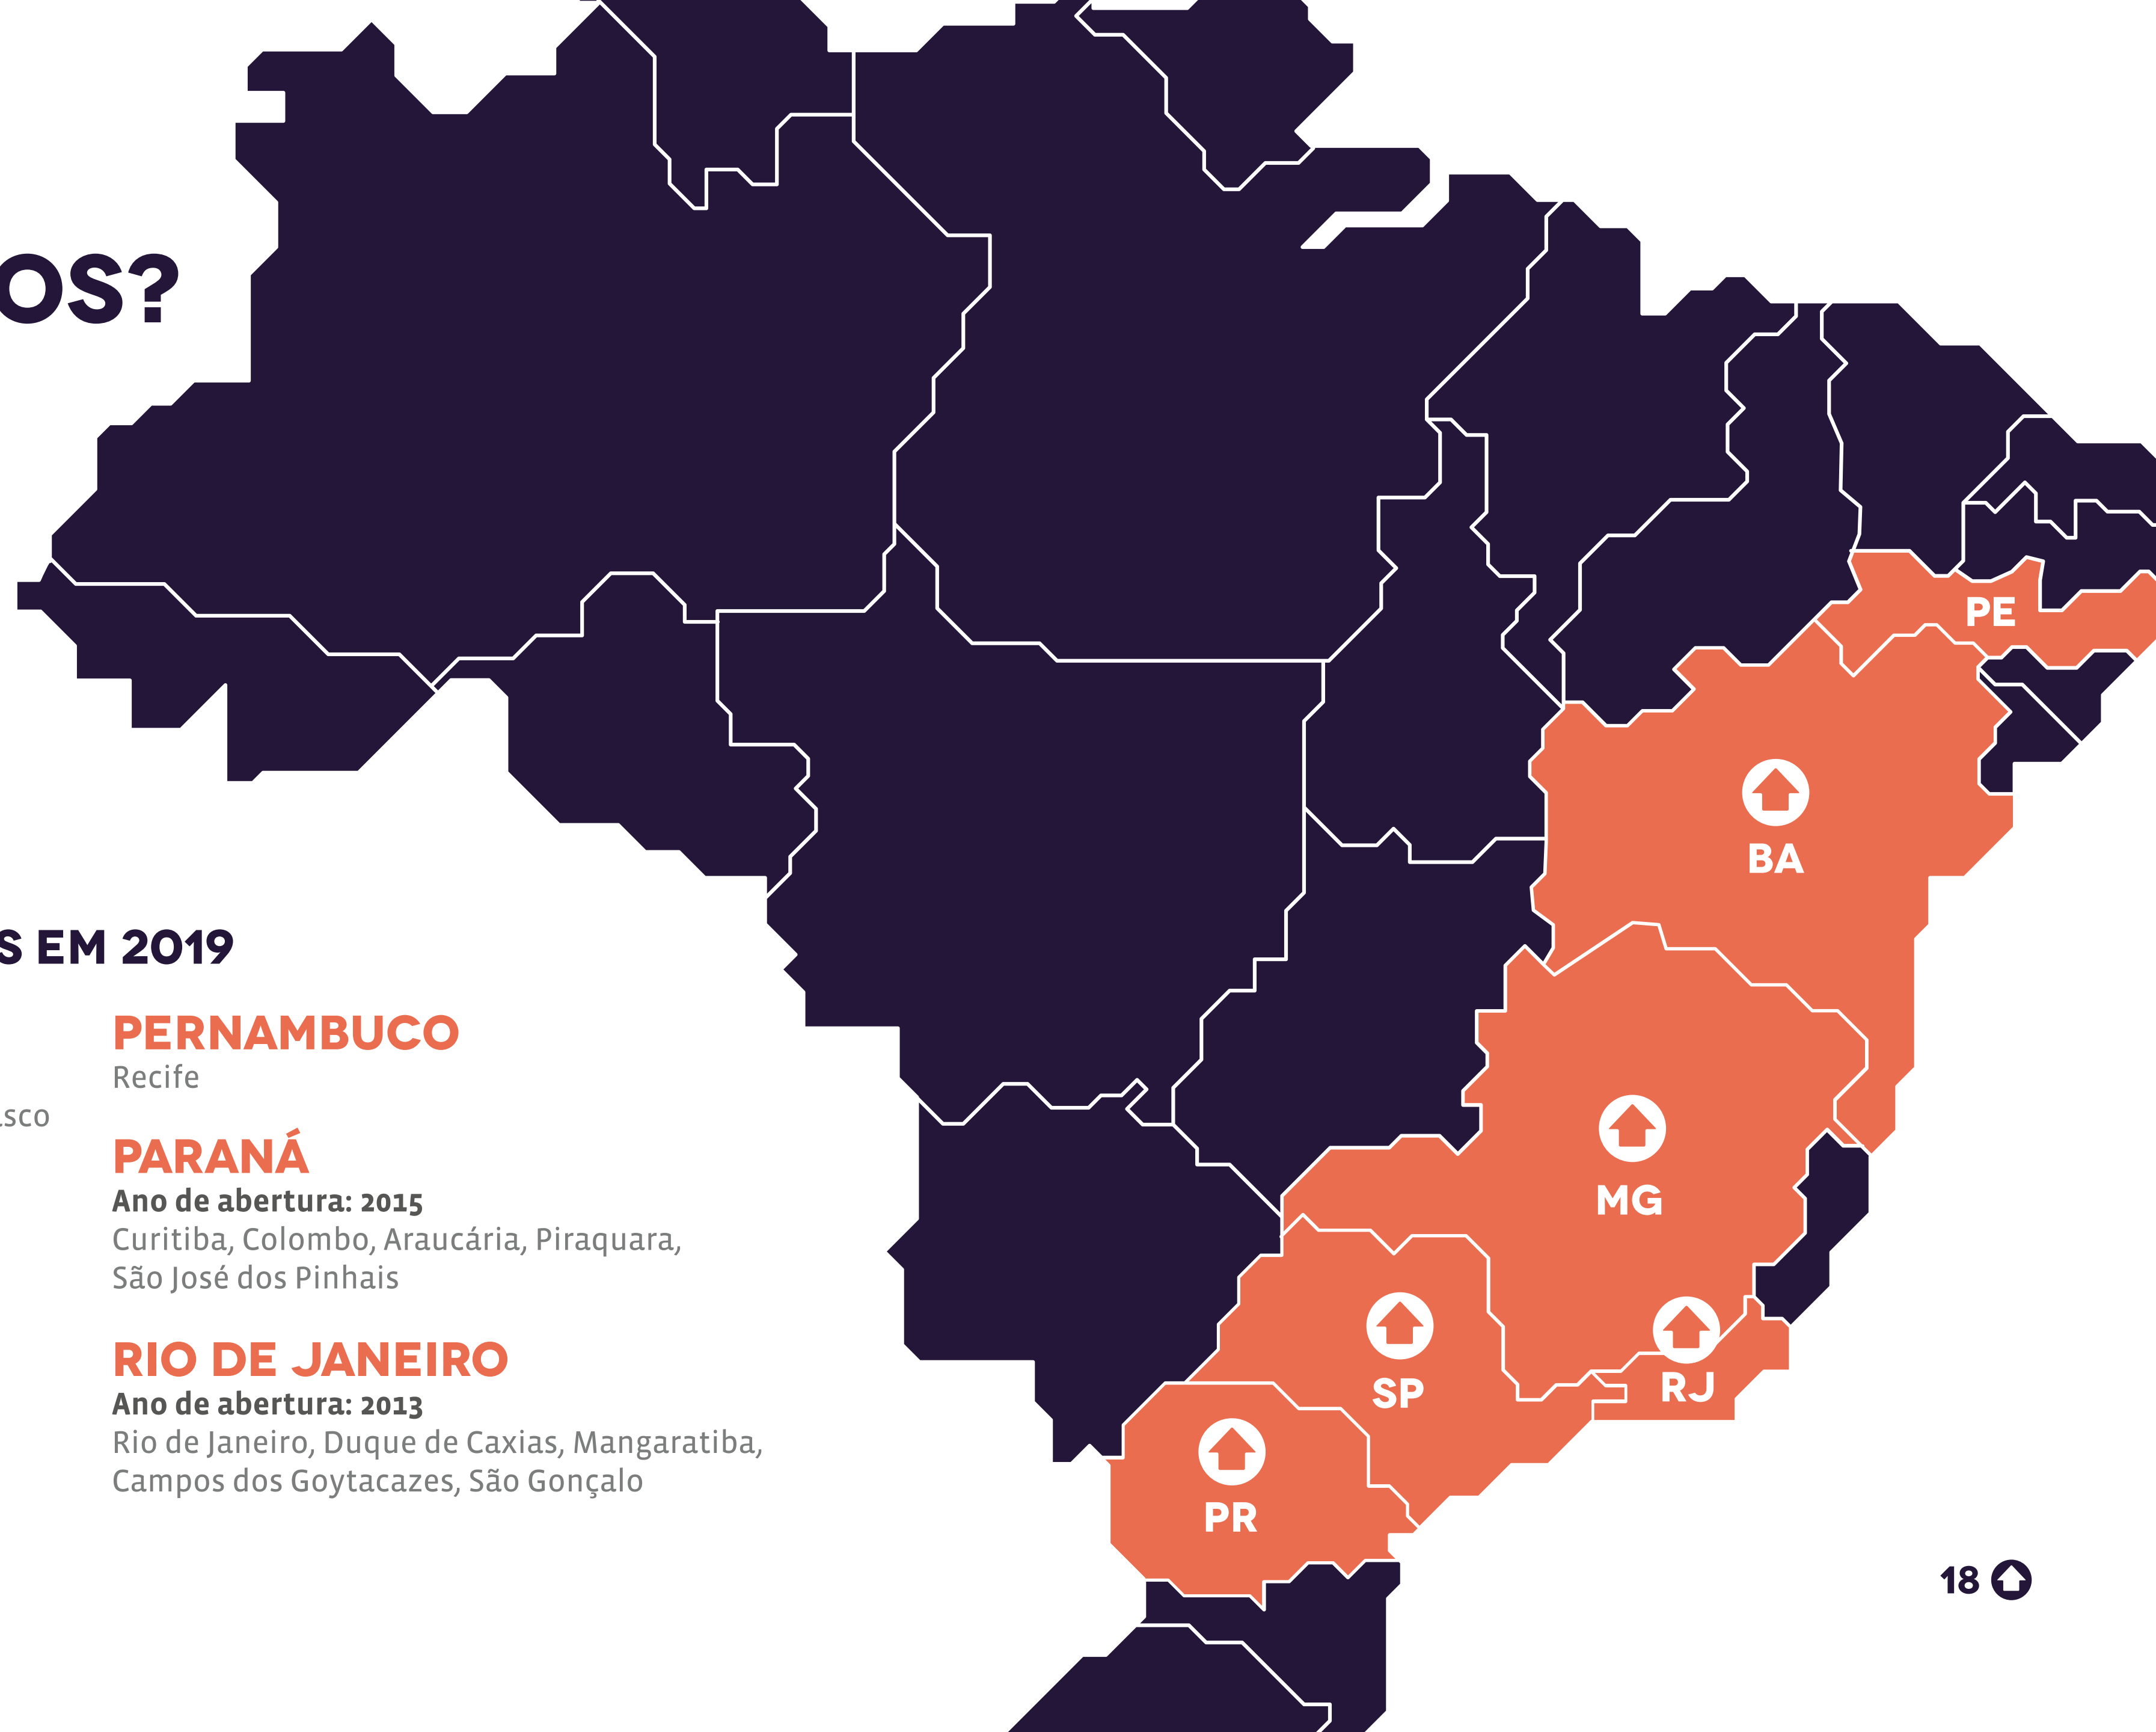 OS?
S EM 2019
PERNAMBUCO
Recife
sco
PARANÁ
Ano de abertura: 2015
Curitiba, Colombo, Araucária, Piraquara,
São José dos Pinhais
RIO DE JANEIRO
Ano de abertura: 2013
Rio de Janeiro, Duque de Caxias, Mangaratiba,
Campos dos Goytacazes, São Gonçalo
PE
BA
MG
SP
RJ
PR
18